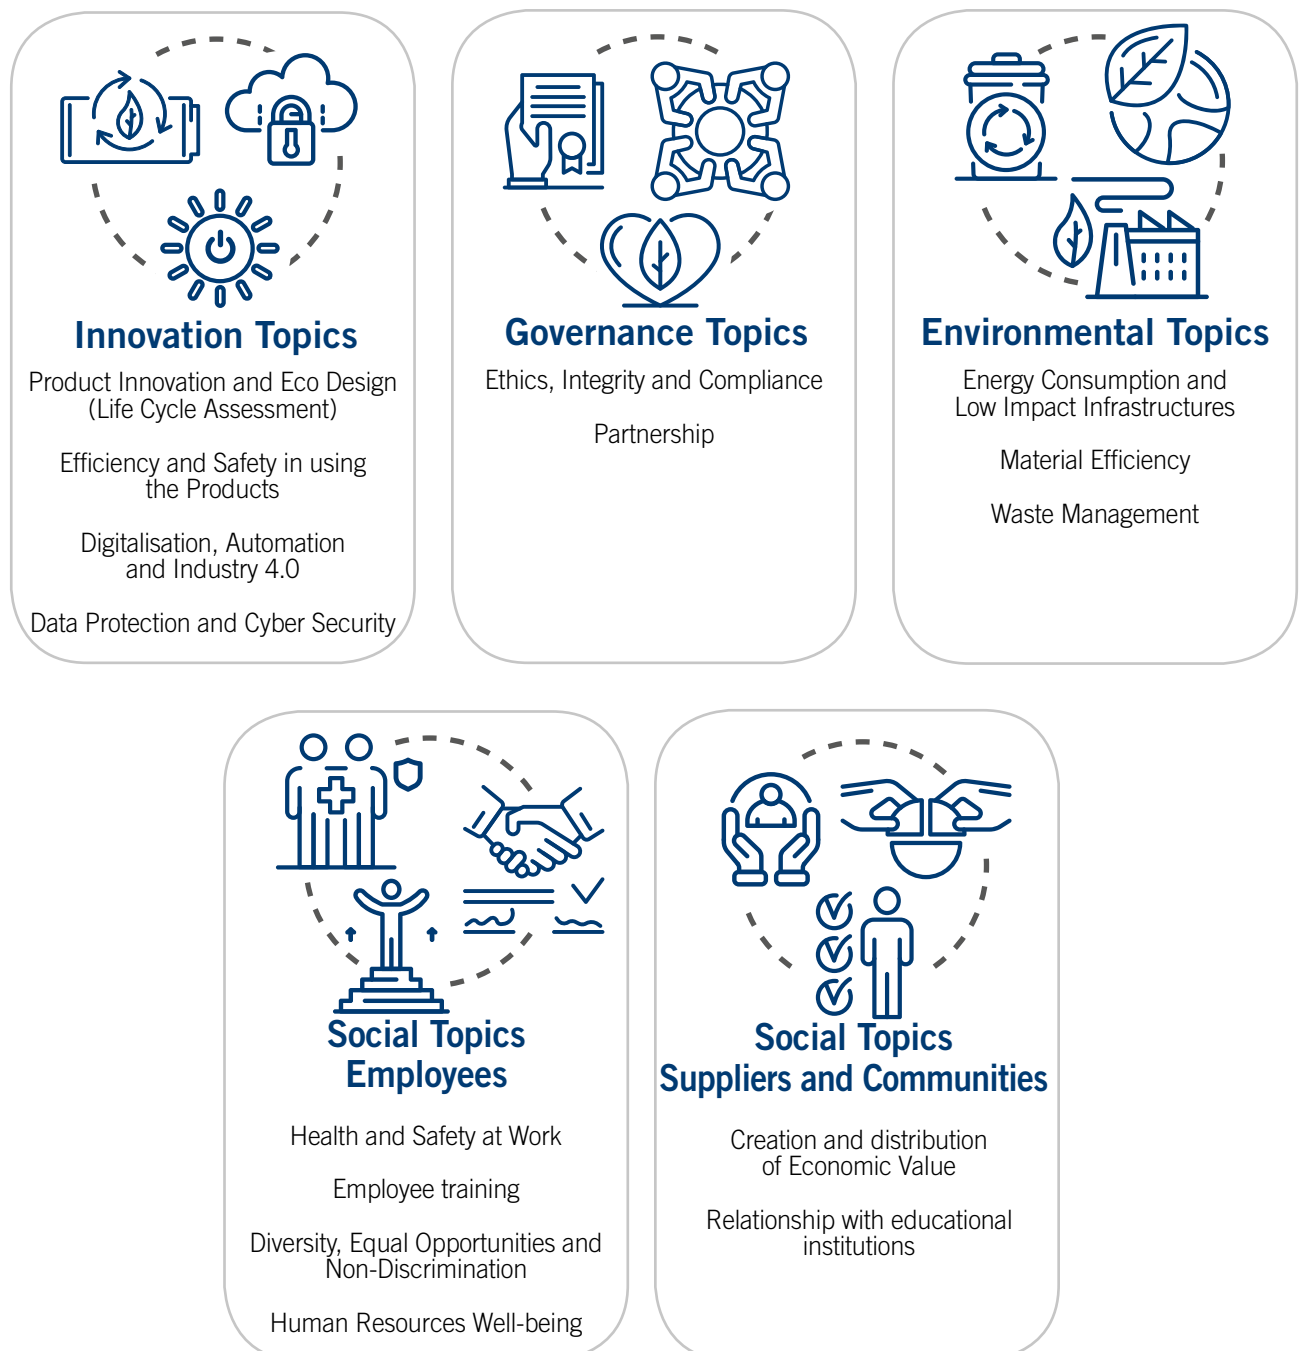 Innovation Topics
Product Innovation and Eco Design
(Life Cycle Assessment)
Efficiency and Safety in using
the Products
Digitalisation, Automation
and Industry 4.0
Data Protection and Cyber Security
Governance Topics
Ethics, Integrity and Compliance
Partnership
Environmental Topics
Energy Consumption and
Low Impact Infrastructures
Material Efficiency
Waste Management
Social Topics
Employees
Health and Safety at Work
Employee training
Diversity, Equal Opportunities and
Non-Discrimination
Human Resources Well-being
Social Topics
Suppliers and Communities
Creation and distribution
of Economic Value
Relationship with educational
institutions